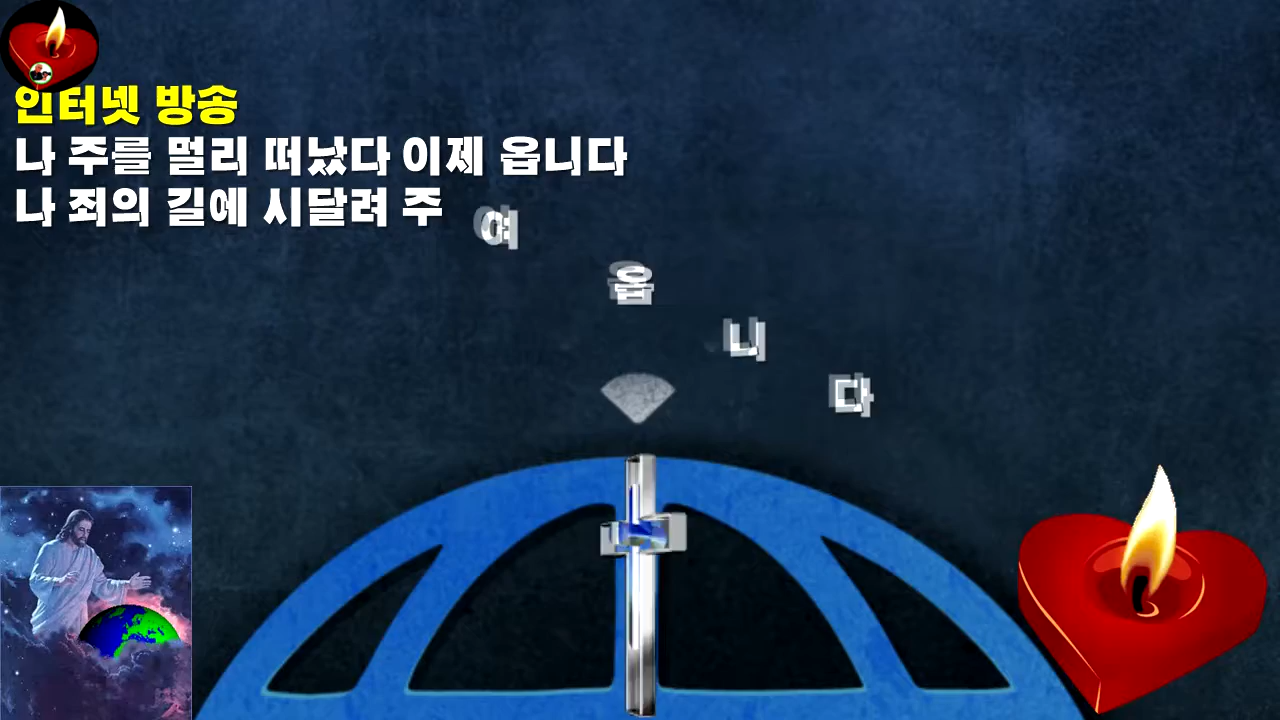 인터넷 방송
나 주를 멀리 떠났다 이제 옵니다
나 죄의 길에 시달려 주여 옵니다